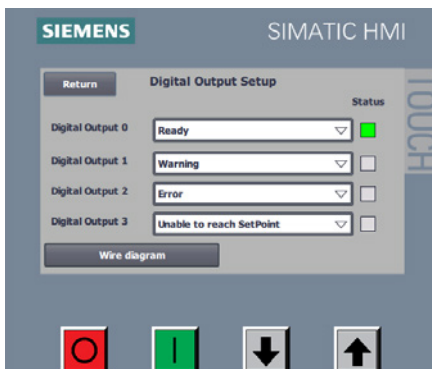 SIEMENS
SIMATIC HMI
TOUCH
Return
Digital Output Setup
Status
Digital Output 0
Ready
Digital Output 1
Warning
Digital Output 2
Error
Digital Output 3
Unable to reach SetPoint
Wire diagram